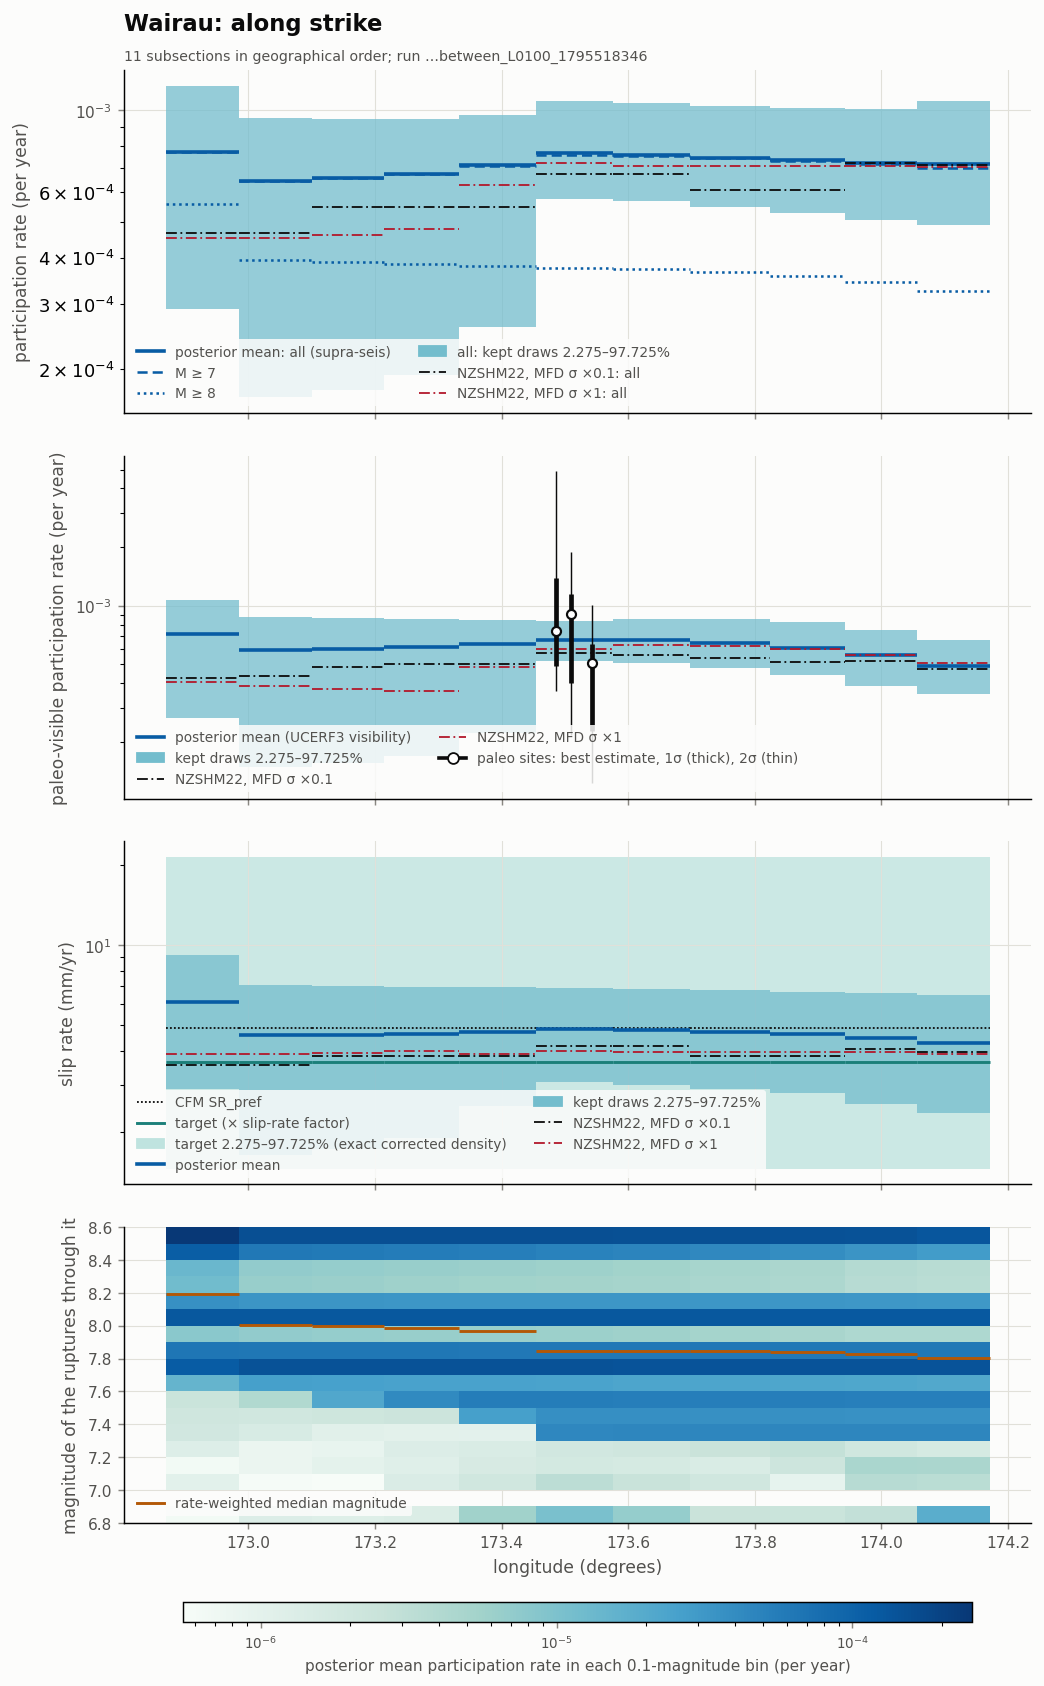 Wairau: along strike
11 subsections in geographical order; run ...between_L0100_1795518346
participation rate (per year)
10⁻³
6 × 10⁻⁴
4 × 10⁻⁴
3 × 10⁻⁴
2 × 10⁻⁴
posterior mean: all (supra-seis)
M ≥ 7
M ≥ 8
all: kept draws 2.275–97.725%
NZSHM22, MFD σ ×0.1: all
NZSHM22, MFD σ ×1: all
paleo-visible participation rate (per year)
10⁻³
posterior mean (UCERF3 visibility)
kept draws 2.275–97.725%
NZSHM22, MFD σ ×0.1
NZSHM22, MFD σ ×1
paleo sites: best estimate, 1σ (thick), 2σ (thin)
slip rate (mm/yr)
10¹
CFM SR_pref
target (× slip-rate factor)
target 2.275–97.725% (exact corrected density)
posterior mean
kept draws 2.275–97.725%
NZSHM22, MFD σ ×0.1
NZSHM22, MFD σ ×1
magnitude of the ruptures through it
8.6
8.4
8.2
8.0
7.8
7.6
7.4
7.2
7.0
6.8
rate-weighted median magnitude
173.0 173.2 173.4 173.6 173.8 174.0 174.2
longitude (degrees)
10⁻⁶ 10⁻⁵ 10⁻⁴
posterior mean participation rate in each 0.1-magnitude bin (per year)